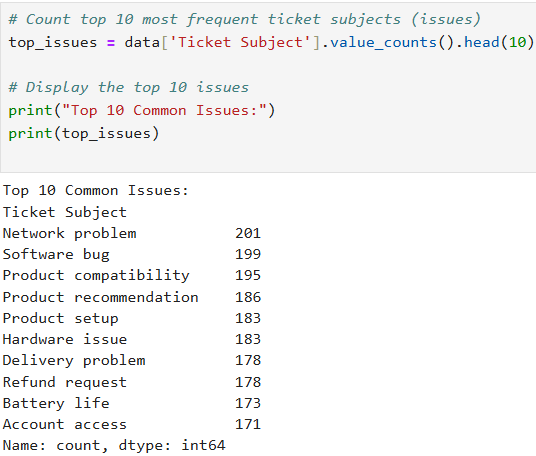 # Count top 10 most frequent ticket subjects (issues)
top_issues = data['Ticket Subject'].value_counts().head(10)
# Display the top 10 issues
print("Top 10 Common Issues:")
print(top_issues)
Top 10 Common Issues:
Ticket Subject
Network problem 201
Software bug 199
Product compatibility 195
Product recommendation 186
Product setup 183
Hardware issue 183
Delivery problem 178
Refund request 178
Battery life 173
Account access 171
Name: count, dtype: int64